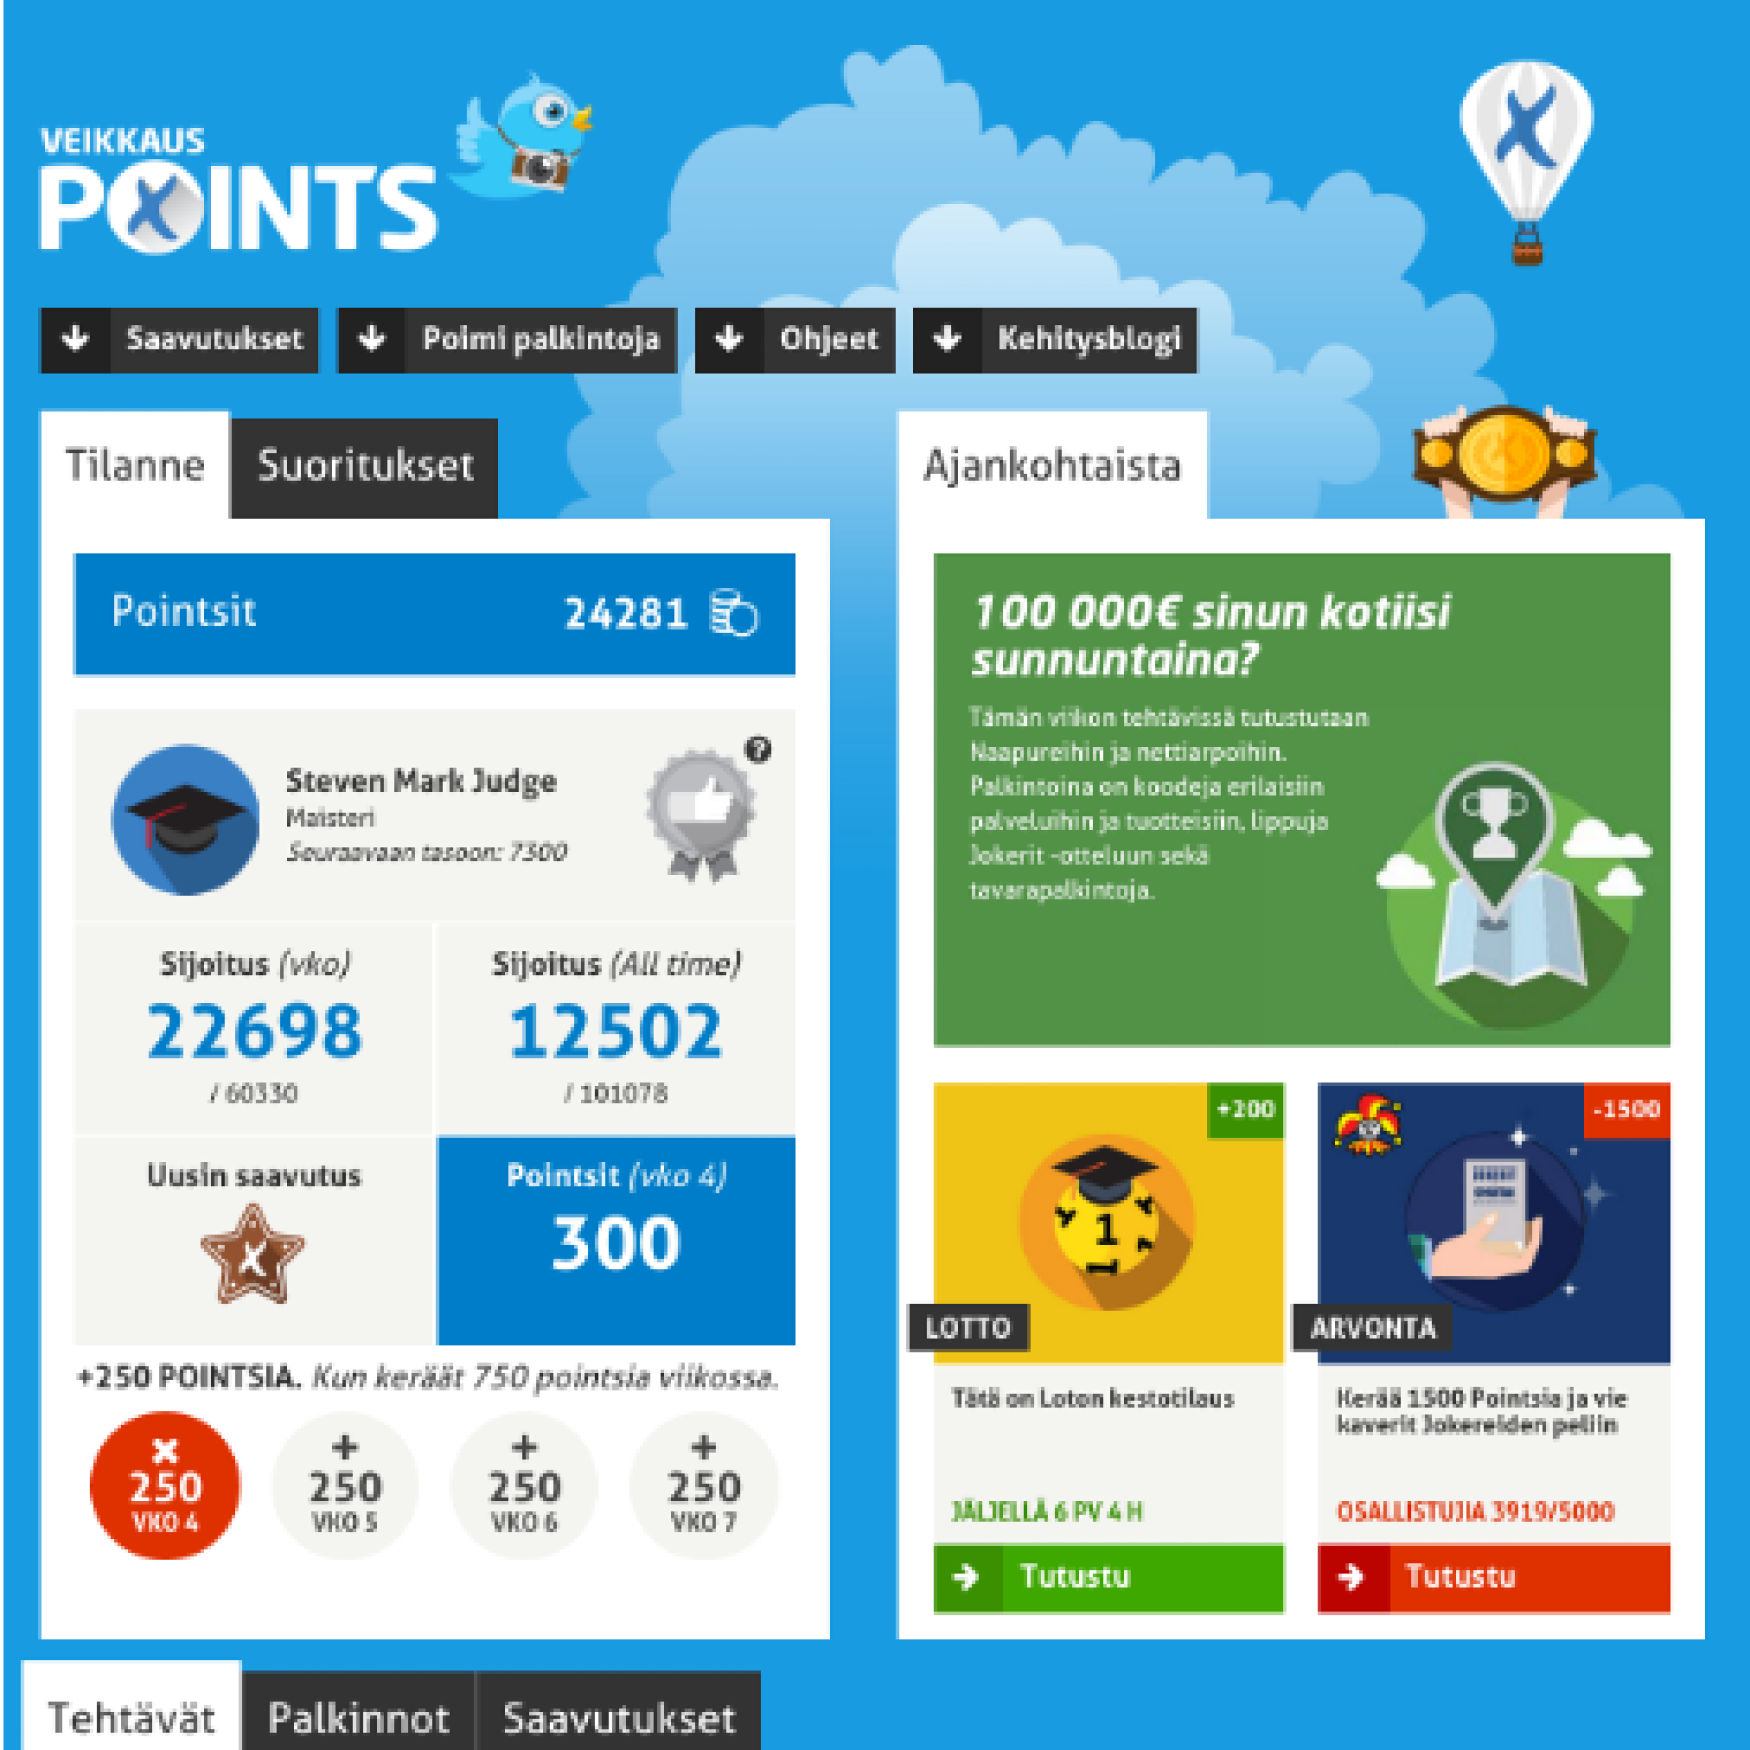 VEIKKAUS
POINTS
Saavutukset
Poimi palkintoja
Ohjeet
Kehitysblogi
Tilanne
Suoritukset
Pointsit
24281
Steven Mark Judge
Maisteri
Seuraavaan tasoon: 7300
Sijoitus (vko)
22698
/ 60330
Sijoitus (All time)
12502
/ 101078
Uusin saavutus
Pointsit (vko 4)
300
+250 POINTSIA. Kun keräät 750 pointsia viikossa.
250
VKO 4
+
250
VKO 5
+
250
VKO 6
+
250
VKO 7
Ajankohtaista
100 000€ sinun kotiisi
sunnuntaina?
Tämän viikon tehtävissä tutustutaan
Naapureihin ja nettiarpoihin.
Palkintoina on koodeja erilaisiin
palveluihin ja tuotteisiin, lippuja
Jokerit -otteluun sekä
tavarapalkintoja.
+200
1
LOTTO
Tätä on Loton kestotilaus
JÄLJELLÄ 6 PV 4 H
Tutustu
-1500
ARVONTA
Kerää 1500 Pointsia ja vie
kaverit Jokereiden peliin
OSALLISTUJIA 3919/5000
Tutustu
Tehtävät
Palkinnot
Saavutukset